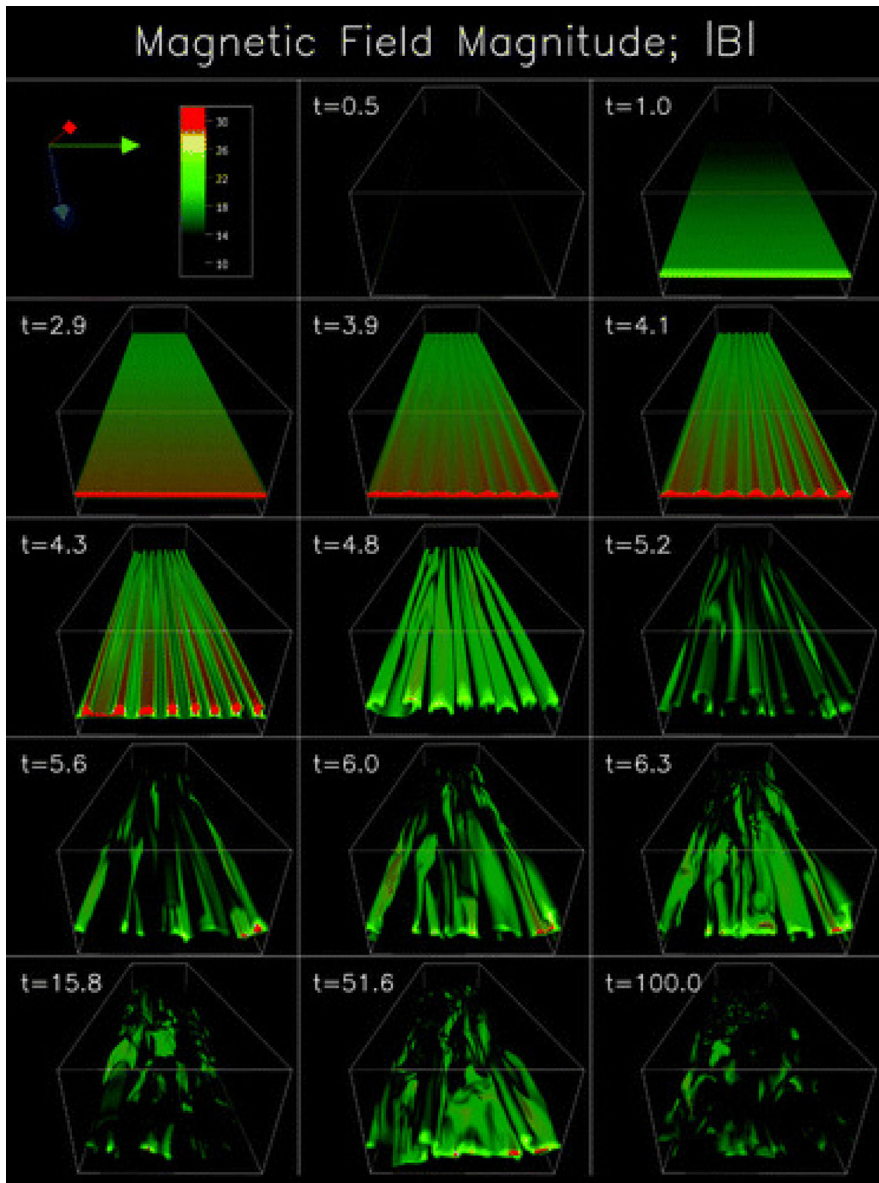 Magnetic Field Magnitude; |B|
30
26
22
18
14
10
t=0.5
t=1.0
t=2.9
t=3.9
t=4.1
t=4.3
t=4.8
t=5.2
t=5.6
t=6.0
t=6.3
t=15.8
t=51.6
t=100.0